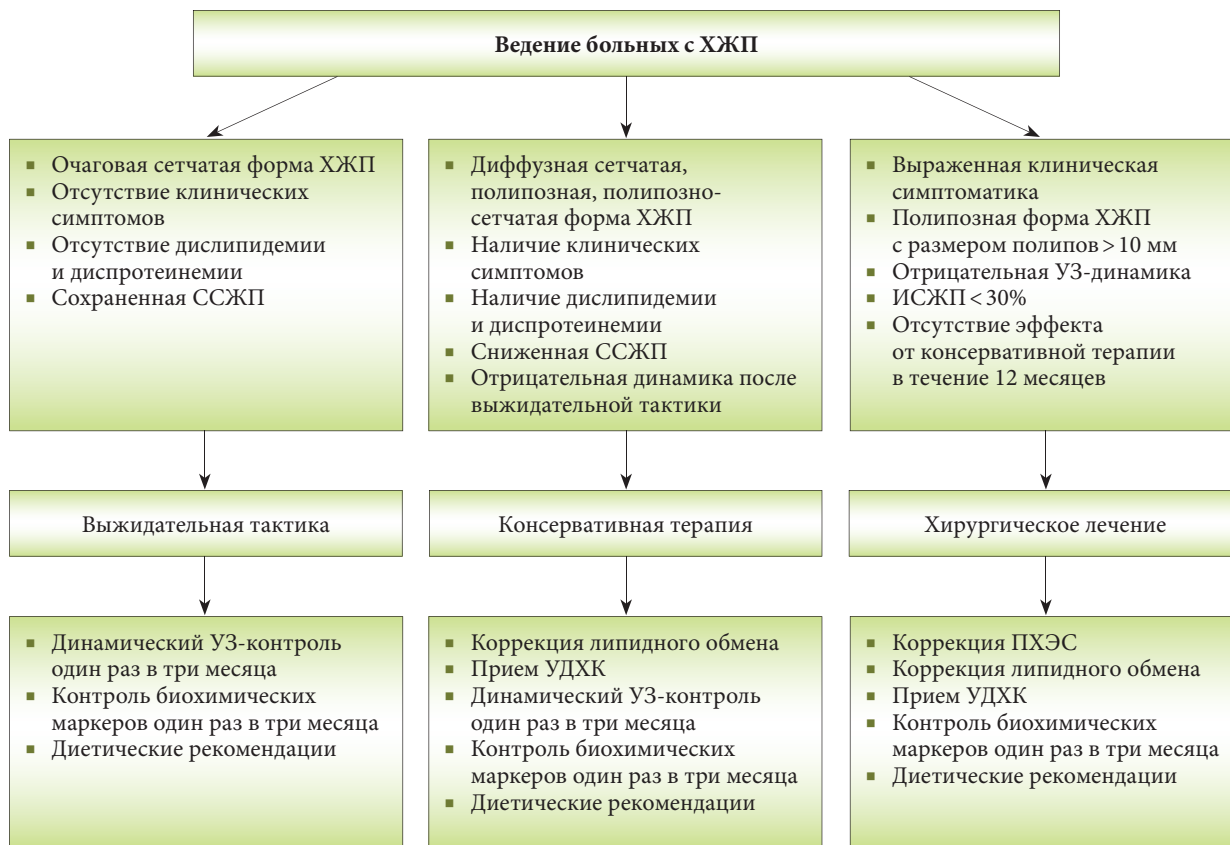 Ведение больных с ХЖП
▪ Очаговая сетчатая форма ХЖП
▪ Отсутствие клинических
симптомов
▪ Отсутствие дислипидемии
и диспротеинемии
▪ Сохраненная ССЖП
▪ Диффузная сетчатая,
полипозная, полипозно-
сетчатая форма ХЖП
▪ Наличие клинических
симптомов
▪ Наличие дислипидемии
и диспротеинемии
▪ Сниженная ССЖП
▪ Отрицательная динамика после
выжидательной тактики
▪ Выраженная клиническая
симптоматика
▪ Полипозная форма ХЖП
с размером полипов > 10 мм
▪ Отрицательная УЗ-динамика
▪ ИСЖП < 30%
▪ Отсутствие эффекта
от консервативной терапии
в течение 12 месяцев
Выжидательная тактика
Консервативная терапия
Хирургическое лечение
▪ Динамический УЗ-контроль
один раз в три месяца
▪ Контроль биохимических
маркеров один раз в три месяца
▪ Диетические рекомендации
▪ Коррекция липидного обмена
▪ Прием УДХК
▪ Динамический УЗ-контроль
один раз в три месяца
▪ Контроль биохимических
маркеров один раз в три месяца
▪ Диетические рекомендации
▪ Коррекция ПХЭС
▪ Коррекция липидного обмена
▪ Прием УДХК
▪ Контроль биохимических
маркеров один раз в три месяца
▪ Диетические рекомендации